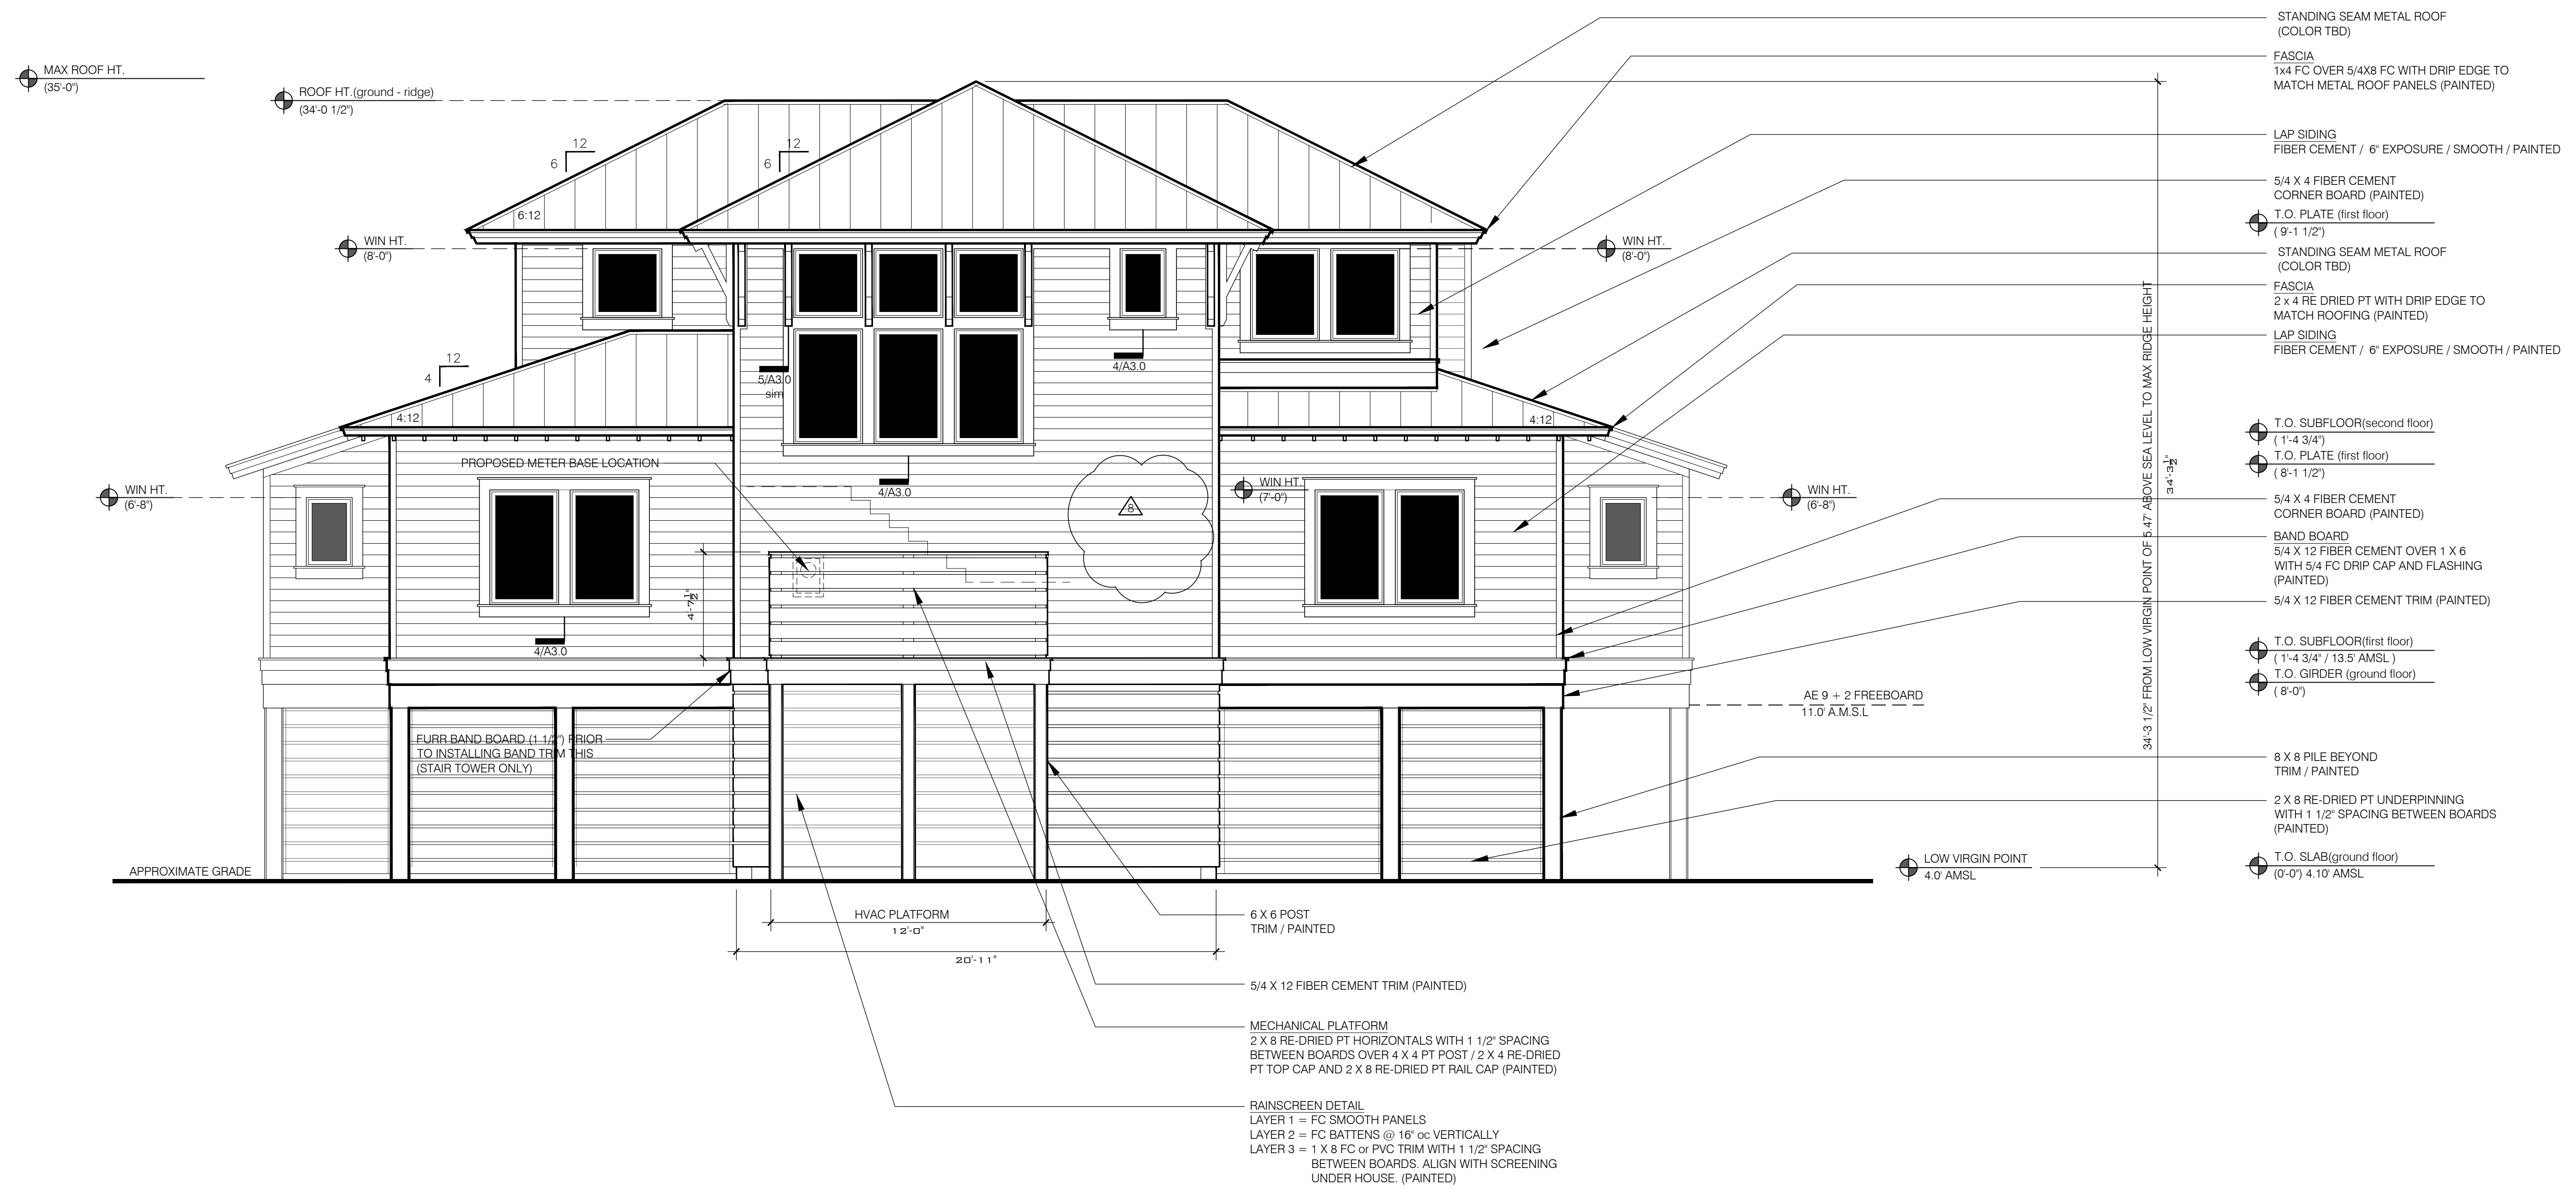 MAX ROOF HT.
(35'-0")
ROOF HT.(ground - ridge)
(34'-0 1/2")
12
6
12
6
6:12
WIN HT.
(8'-0")
WIN HT.
(8'-0")
12
4
4:12
4:12
5/A3.0
sim
4/A3.0
4/A3.0
PROPOSED METER BASE LOCATION
WIN HT.
(6'-8")
WIN HT.
(7'-0")
WIN HT.
(6'-8")
8
4'-7 1/2"
4/A3.0
FURR BAND BOARD (1 1/2") PRIOR
TO INSTALLING BAND TRIM THIS
(STAIR TOWER ONLY)
AE 9 + 2 FREEBOARD
11.0' A.M.S.L
APPROXIMATE GRADE
LOW VIRGIN POINT
4.0' AMSL
HVAC PLATFORM
12'-0"
20'-11"
6 X 6 POST
TRIM / PAINTED
5/4 X 12 FIBER CEMENT TRIM (PAINTED)
MECHANICAL PLATFORM
2 X 8 RE-DRIED PT HORIZONTALS WITH 1 1/2" SPACING
BETWEEN BOARDS OVER 4 X 4 PT POST / 2 X 4 RE-DRIED
PT TOP CAP AND 2 X 8 RE-DRIED PT RAIL CAP (PAINTED)
RAINSCREEN DETAIL
LAYER 1 = FC SMOOTH PANELS
LAYER 2 = FC BATTENS @ 16" oc VERTICALLY
LAYER 3 = 1 X 8 FC or PVC TRIM WITH 1 1/2" SPACING
BETWEEN BOARDS. ALIGN WITH SCREENING
UNDER HOUSE. (PAINTED)
34'-3 1/2" FROM LOW VIRGIN POINT OF 5.47' ABOVE SEA LEVEL TO MAX RIDGE HEIGHT
34'-3 1/2"
STANDING SEAM METAL ROOF
(COLOR TBD)
FASCIA
1x4 FC OVER 5/4X8 FC WITH DRIP EDGE TO
MATCH METAL ROOF PANELS (PAINTED)
LAP SIDING
FIBER CEMENT / 6" EXPOSURE / SMOOTH / PAINTED
5/4 X 4 FIBER CEMENT
CORNER BOARD (PAINTED)
T.O. PLATE (first floor)
( 9'-1 1/2")
STANDING SEAM METAL ROOF
(COLOR TBD)
FASCIA
2 x 4 RE DRIED PT WITH DRIP EDGE TO
MATCH ROOFING (PAINTED)
LAP SIDING
FIBER CEMENT / 6" EXPOSURE / SMOOTH / PAINTED
T.O. SUBFLOOR(second floor)
( 1'-4 3/4")
T.O. PLATE (first floor)
( 8'-1 1/2")
5/4 X 4 FIBER CEMENT
CORNER BOARD (PAINTED)
BAND BOARD
5/4 X 12 FIBER CEMENT OVER 1 X 6
WITH 5/4 FC DRIP CAP AND FLASHING
(PAINTED)
5/4 X 12 FIBER CEMENT TRIM (PAINTED)
T.O. SUBFLOOR(first floor)
( 1'-4 3/4" / 13.5' AMSL )
T.O. GIRDER (ground floor)
( 8'-0")
8 X 8 PILE BEYOND
TRIM / PAINTED
2 X 8 RE-DRIED PT UNDERPINNING
WITH 1 1/2" SPACING BETWEEN BOARDS
(PAINTED)
T.O. SLAB(ground floor)
(0'-0") 4.10' AMSL